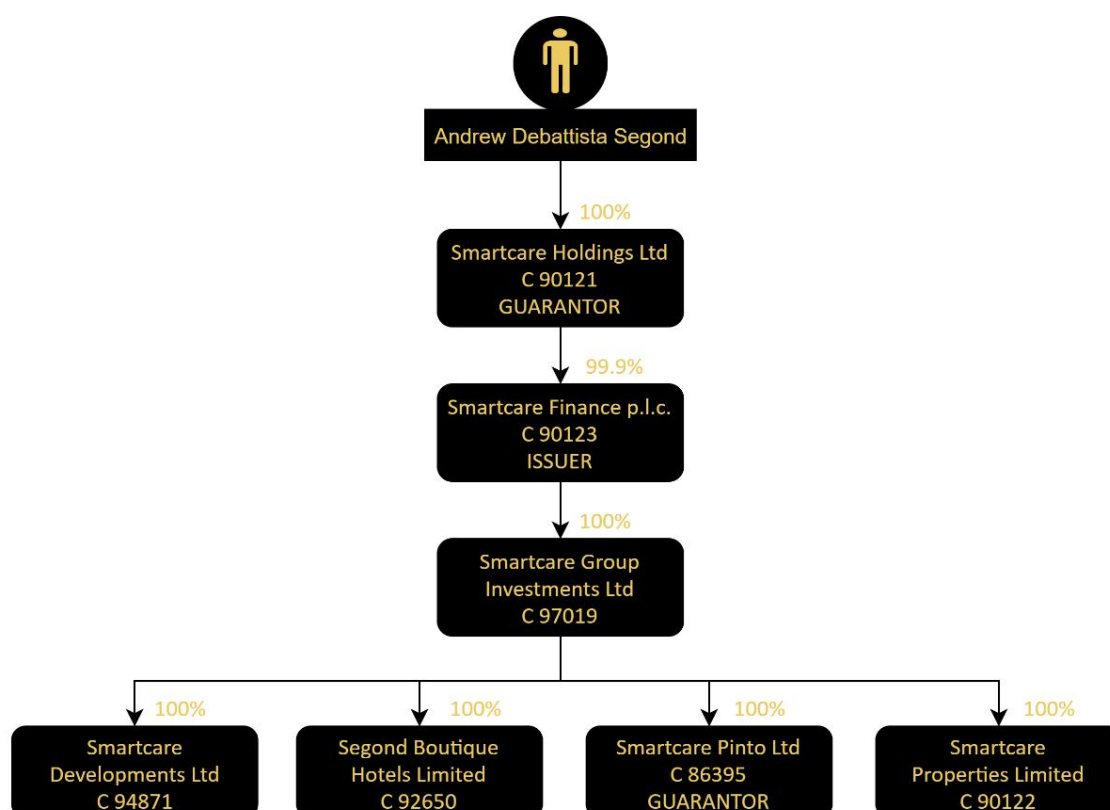 Andrew Debattista Segond
100%
Smartcare Holdings Ltd
C 90121
GUARANTOR
99.9%
Smartcare Finance p.l.c.
C 90123
ISSUER
100%
Smartcare Group
Investments Ltd
C 97019
100%
Smartcare
Developments Ltd
C 94871
100%
Segond Boutique
Hotels Limited
C 92650
100%
Smartcare Pinto Ltd
C 86395
GUARANTOR
100%
Smartcare
Properties Limited
C 90122